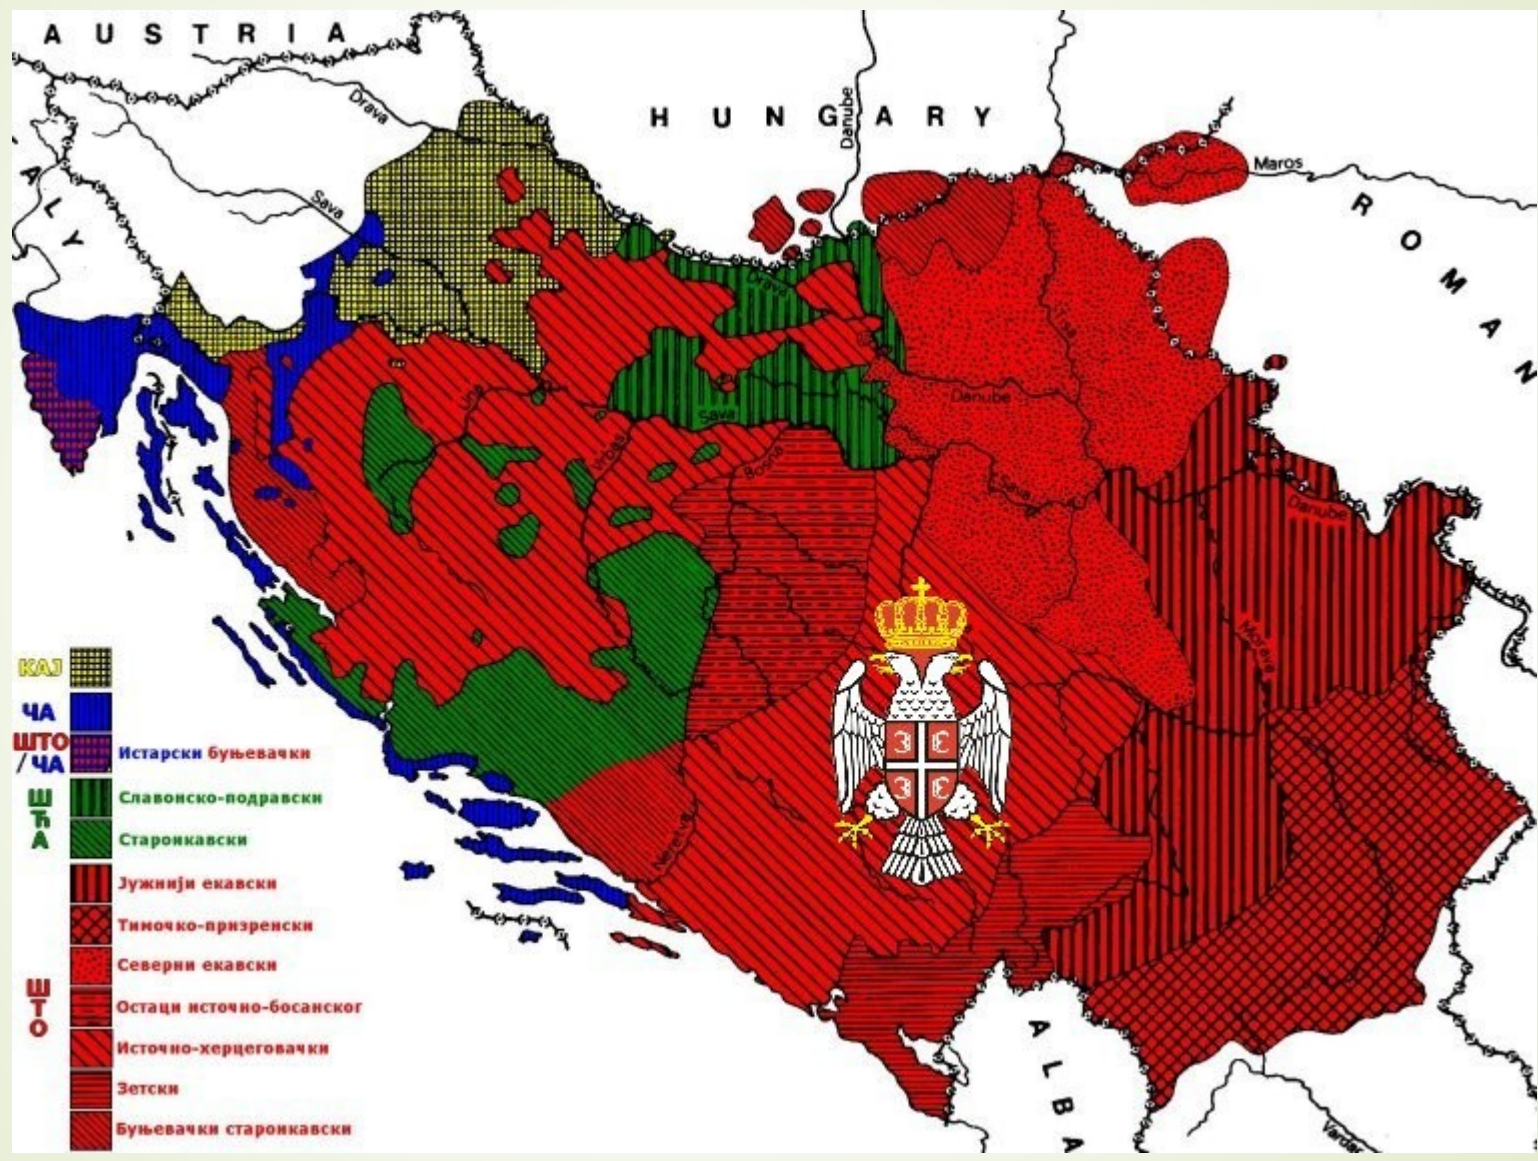 AUSTRIA
HUNGARY
ROMAN
ALY
ALBA
Drava
Danube
Maros
Sava
Drava
Tisa
Danube
Una
Sava
Vrbas
Bosna
Sava
Danube
Morava
Neretva
Vardar
КАЈ
ЧА
ШТО
/ ЧА
Истарски буњевачки
ШЋА
Славонско-подравски
Староикавски
ШТО
Јужнији екавски
Тимочко-призренски
Северни екавски
Остаци источно-босанског
Источно-херцеговачки
Зетски
Буњевачки староикавски